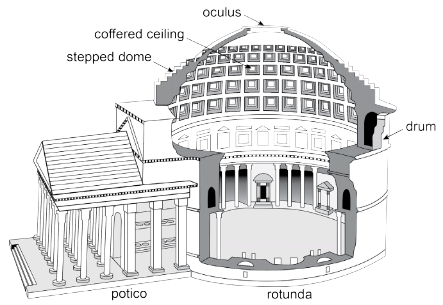 oculus
coffered ceiling
stepped dome
drum
potico
rotunda